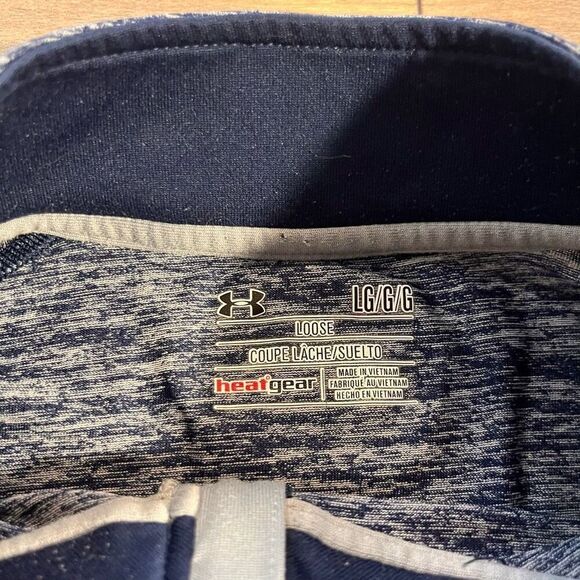 LG/G/G
LOOSE
COUPE LÂCHE/SUELTO
heatgear
MADE IN VIETNAM
FABRIQUÉ AU VIETNAM
HECHO EN VIETNAM